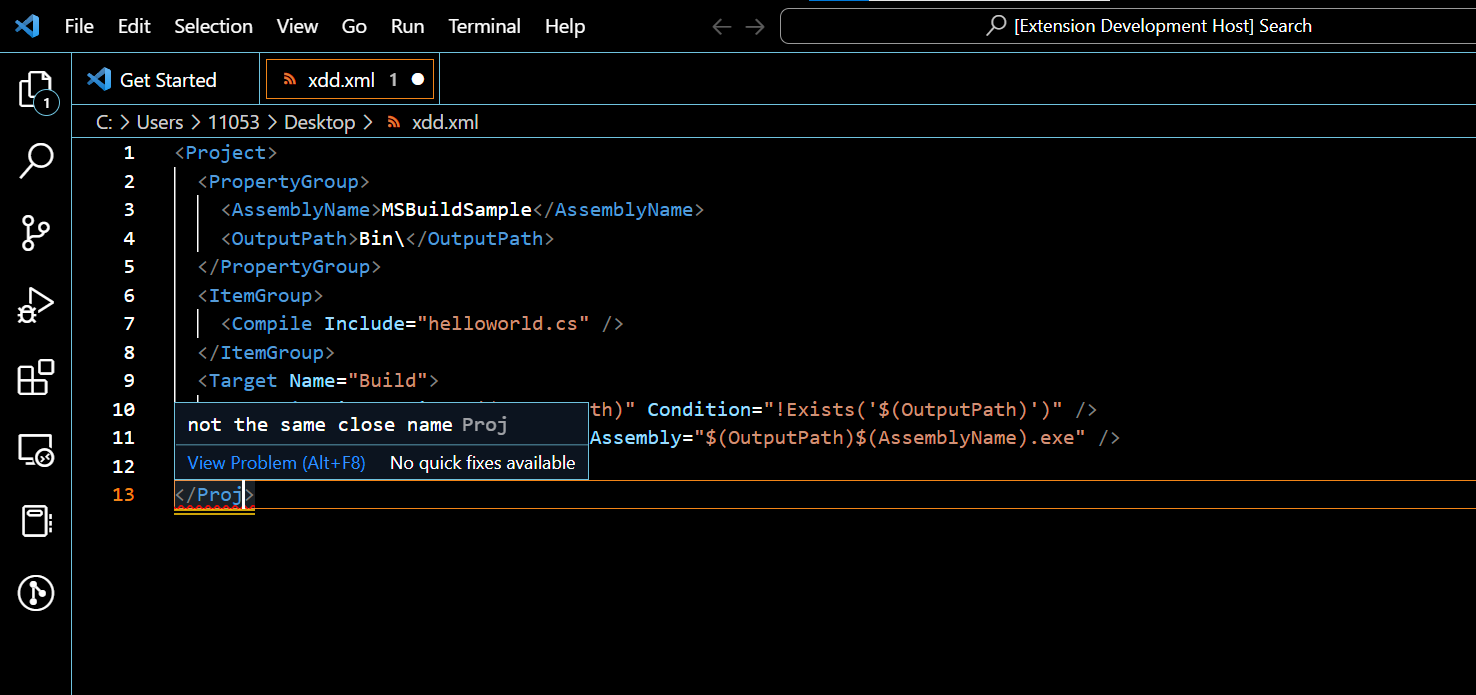 File Edit Selection View Go Run Terminal Help [Extension Development Host] Search
Get Started xdd.xml 1
C: > Users > 11053 > Desktop > xdd.xml
1
1 <Project>
2 <PropertyGroup>
3 <AssemblyName>MSBuildSample</AssemblyName>
4 <OutputPath>Bin\</OutputPath>
5 </PropertyGroup>
6 <ItemGroup>
7 <Compile Include="helloworld.cs" />
8 </ItemGroup>
9 <Target Name="Build">
10 th)" Condition="!Exists('$(OutputPath)')" />
11 Assembly="$(OutputPath)$(AssemblyName).exe" />
12
not the same close name Proj
View Problem (Alt+F8) No quick fixes available
13 </Proj>